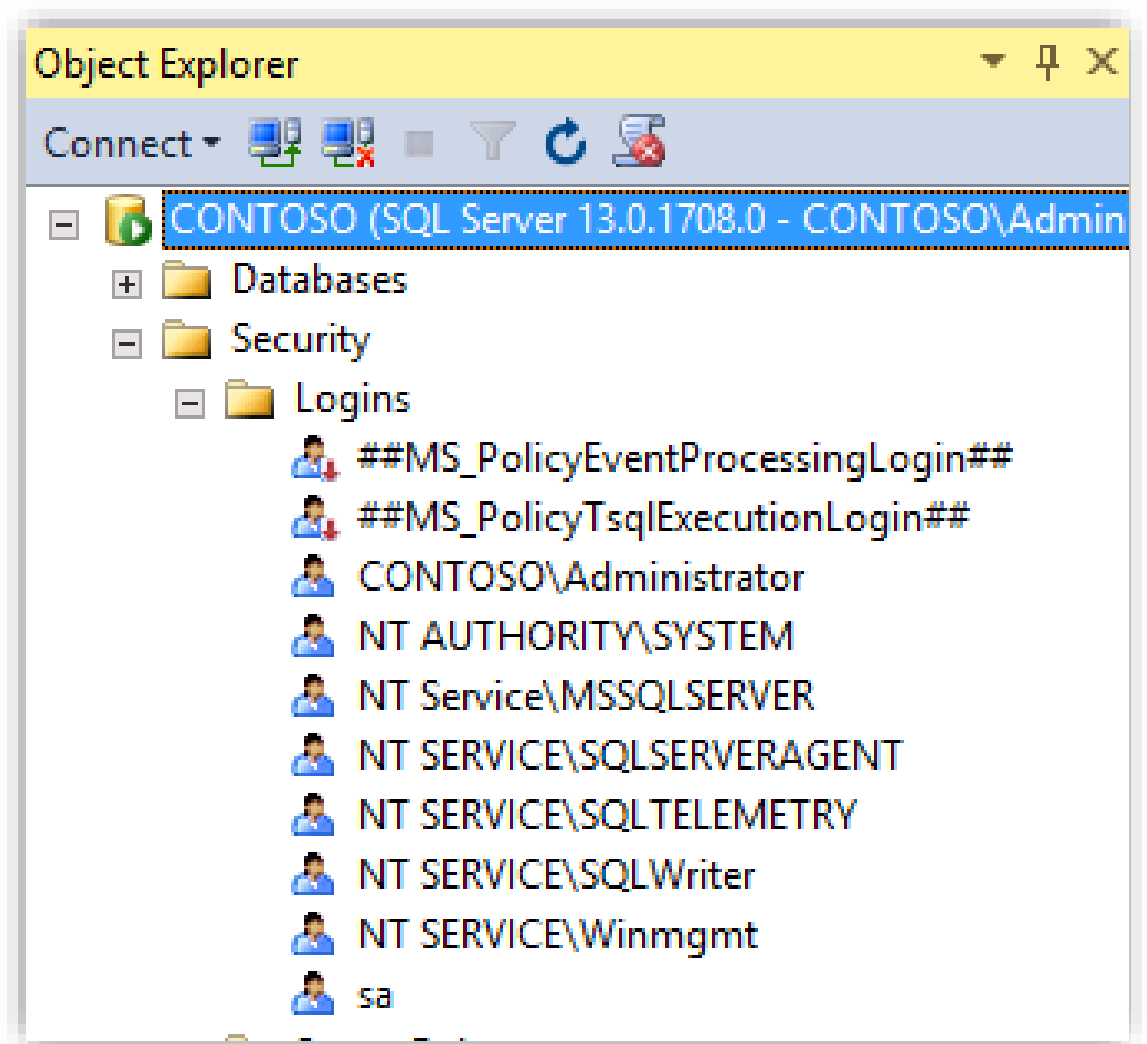 Object Explorer
Connect
CONTOSO (SQL Server 13.0.1708.0 - CONTOSO\Admin
Databases
Security
Logins
##MS_PolicyEventProcessingLogin##
##MS_PolicyTsqlExecutionLogin##
CONTOSO\Administrator
NT AUTHORITY\SYSTEM
NT Service\MSSQLSERVER
NT SERVICE\SQLSERVERAGENT
NT SERVICE\SQLTELEMETRY
NT SERVICE\SQLWriter
NT SERVICE\Winmgmt
sa